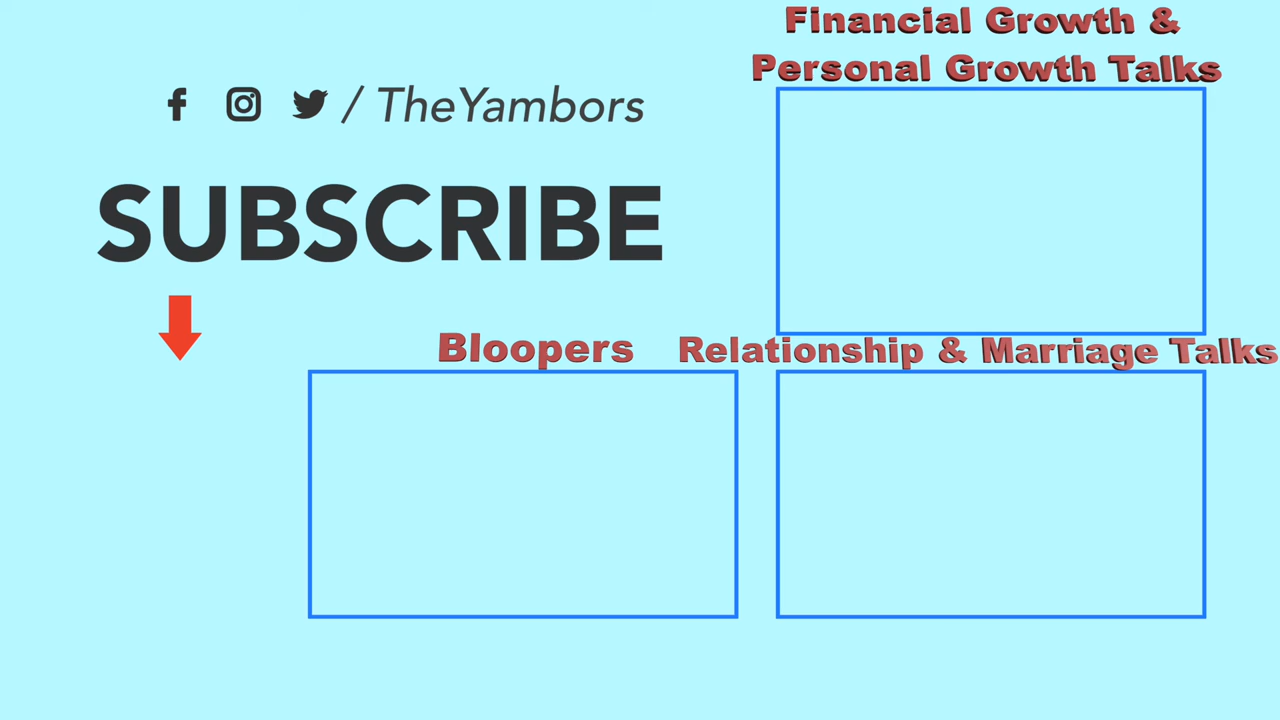 Financial Growth &
Personal Growth Talks
/ TheYambors
SUBSCRIBE
Bloopers
Relationship & Marriage Talks